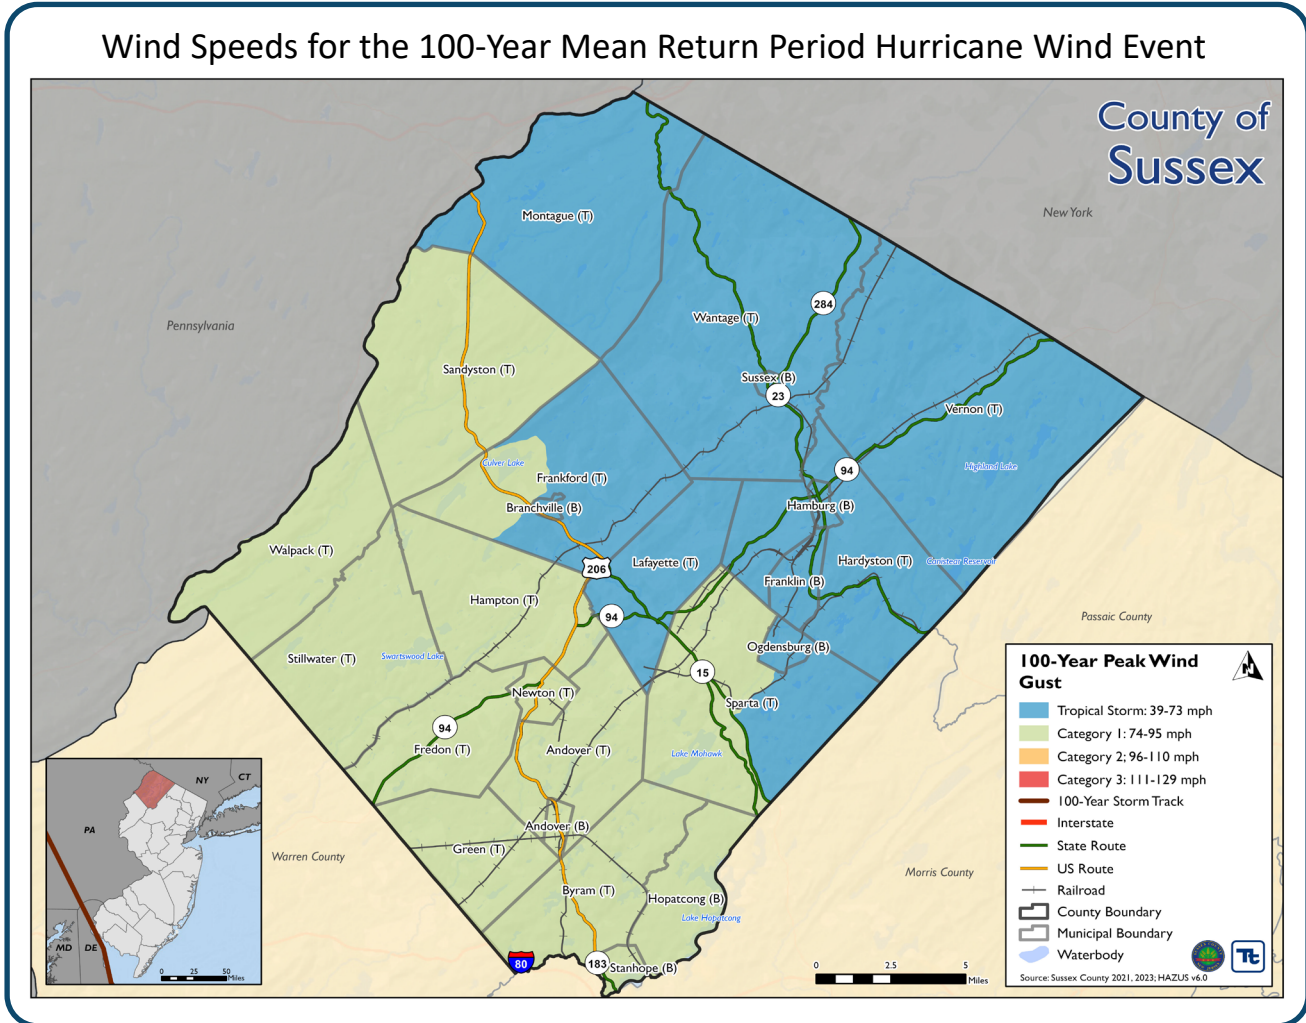 Wind Speeds for the 100-Year Mean Return Period Hurricane Wind Event
County of
Sussex
New York
Pennsylvania
Montague (T)
284
Wantage (T)
Sandyston (T)
Sussex (B)
23
Vernon (T)
Culver Lake
Frankford (T)
94
Highland Lake
Branchville (B)
Hamburg (B)
Walpack (T)
206
Lafayette (T)
Hardyston (T)
Canistear Reservoir
Franklin (B)
Hampton (T)
94
Passaic County
Stillwater (T)
Swartswood Lake
Ogdensburg (B)
15
Newton (T)
Sparta (T)
94
Fredon (T)
Andover (T)
Lake Mohawk
Andover (B)
Green (T)
Warren County
Morris County
Byram (T)
Hopatcong (B)
Lake Hopatcong
80
183
Stanhope (B)
100-Year Peak Wind
Gust
N
Tropical Storm: 39-73 mph
Category 1: 74-95 mph
Category 2; 96-110 mph
Category 3: 111-129 mph
100-Year Storm Track
Interstate
State Route
US Route
Railroad
County Boundary
Municipal Boundary
Waterbody
Tt
Source: Sussex County 2021, 2023; HAZUS v6.0
NY
CT
PA
MD
DE
0 25 50
Miles
0 2.5 5
Miles